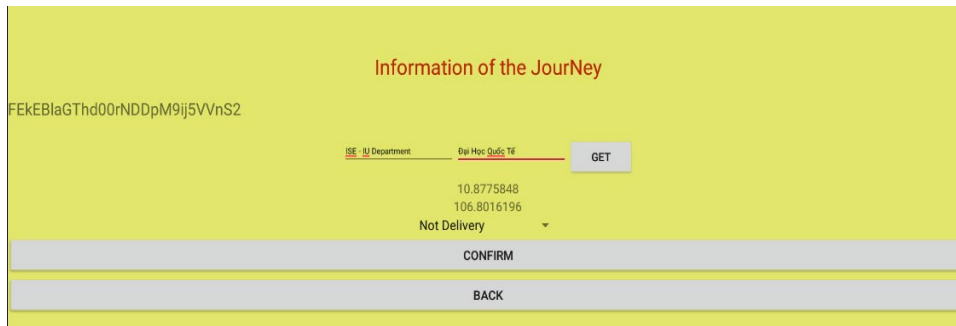 Information of the JourNey
FEkEBlaGThd00rNDDpM9ij5VVnS2
ISE - IU Department Đại Học Quốc Tế GET
10.8775848
106.8016196
Not Delivery
CONFIRM
BACK